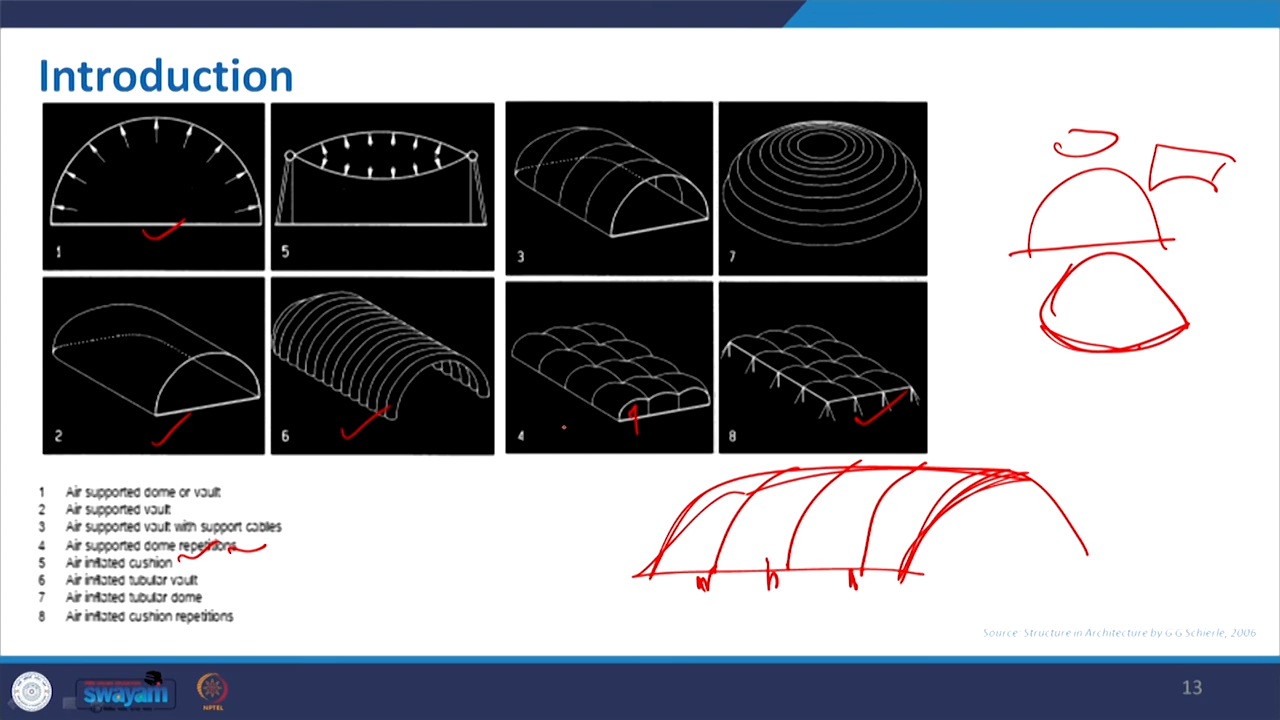 Introduction
1
5
3
7
2
6
4
8
1 Air supported dome or vault
2 Air supported vault
3 Air supported vault with support cables
4 Air supported dome repetitions
5 Air inflated cushion
6 Air inflated tubular vault
7 Air inflated tubular dome
8 Air inflated cushion repetitions
Source: Structure in Architecture by G G Schierle, 2006
swayam
NPTEL
13